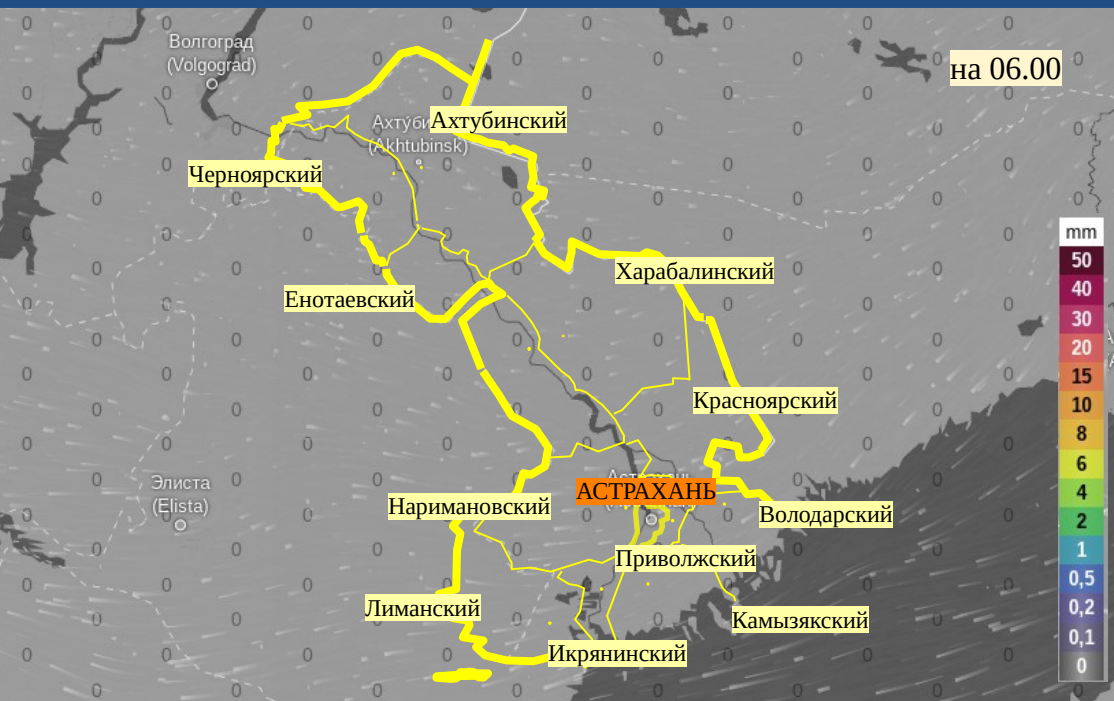 Волгоград
(Volgograd)
на 06.00
Ахтубинский
(Akhtubinsk)
Черноярский
Харабалинский
Енотаевский
Красноярский
Элиста
(Elista)
АСТРАХАНЬ
Наримановский
Володарский
Приволжский
Лиманский
Камызякский
Икрянинский
mm
50
40
30
20
15
10
8
6
4
2
1
0,5
0,2
0,1
0